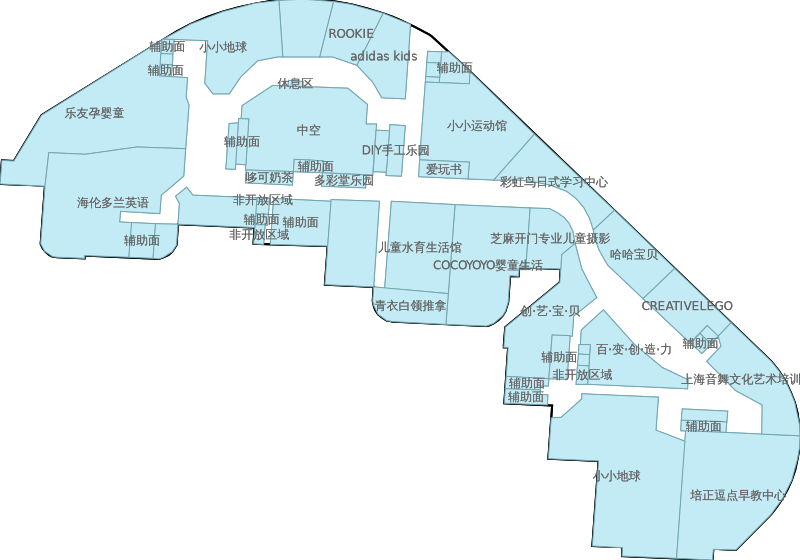 ROOKIE
辅助面
小小地球
adidas kids
辅助面
辅助面
休息区
乐友孕婴童
小小运动馆
中空
辅助面
DIY手工乐园
辅助面
爱玩书
哆可奶茶
多彩堂乐园
彩虹鸟日式学习中心
海伦多兰英语
非开放区域
辅助面
辅助面
非开放区域
辅助面
儿童水育生活馆
芝麻开门专业儿童摄影
哈哈宝贝
COCOYOYO婴童生活
青衣白领推拿
创·艺·宝·贝
CREATIVELEGO
辅助面
百·变·创·造·力
辅助面
非开放区域
上海音舞文化艺术培训
辅助面
辅助面
辅助面
小小地球
培正逗点早教中心